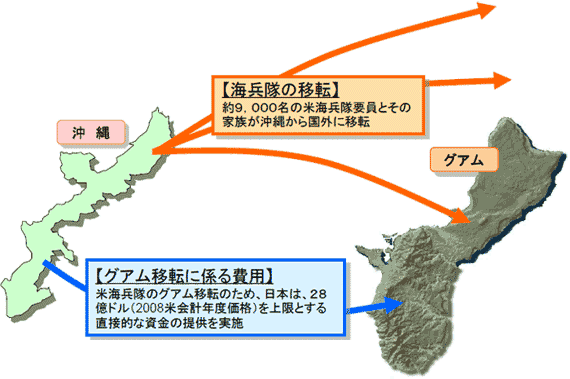 【海兵隊の移転】
約9,000名の米海兵隊要員とその
家族が沖縄から国外に移転
沖 縄
グアム
【グアム移転に係る費用】
米海兵隊のグアム移転のため、日本は、28
億ドル(2008米会計年度価格)を上限とする
直接的な資金の提供を実施